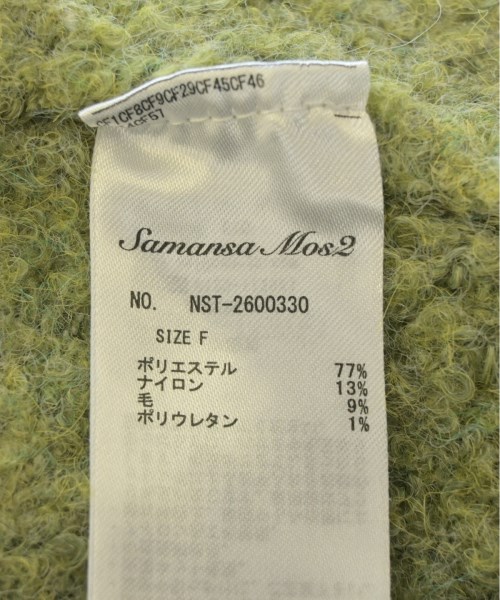 CF1CF8CF9CF29CF45CF46
Samansa Mos2
NO. NST-2600330
SIZE F
ポリエステル 77%
ナイロン 13%
毛 9%
ポリウレタン 1%